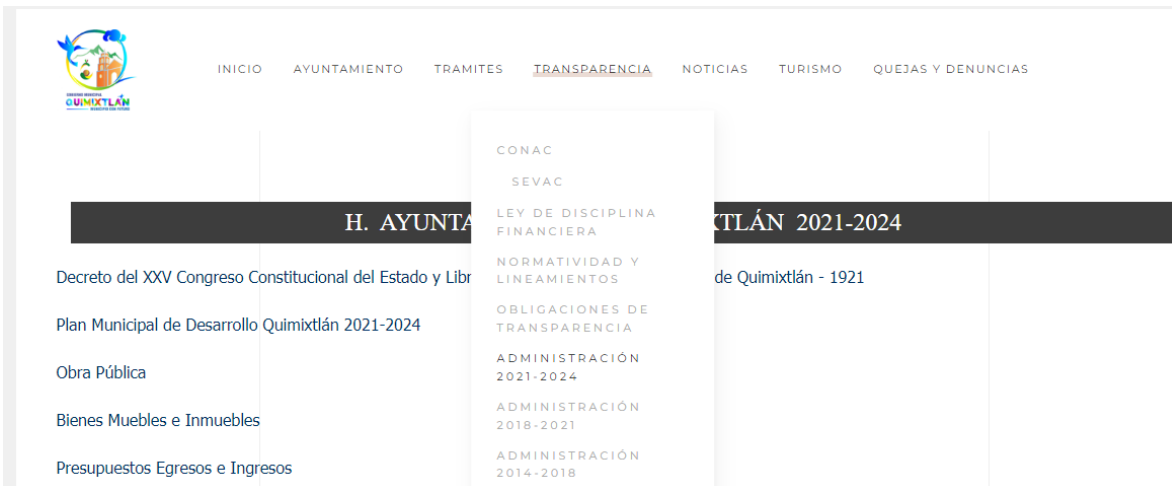 GOBIERNO MUNICIPAL
QUIMIXTLÁN
INICIO AYUNTAMIENTO TRAMITES TRANSPARENCIA NOTICIAS TURISMO QUEJAS Y DENUNCIAS
CONAC
SEVAC
LEY DE DISCIPLINA
FINANCIERA
NORMATIVIDAD Y
LINEAMIENTOS
OBLIGACIONES DE
TRANSPARENCIA
ADMINISTRACIÓN
2021-2024
ADMINISTRACIÓN
2018-2021
ADMINISTRACIÓN
2014-2018
H. AYUNTA XTLÁN 2021-2024
Decreto del XXV Congreso Constitucional del Estado y Libr de Quimixtlán - 1921
Plan Municipal de Desarrollo Quimixtlán 2021-2024
Obra Pública
Bienes Muebles e Inmuebles
Presupuestos Egresos e Ingresos